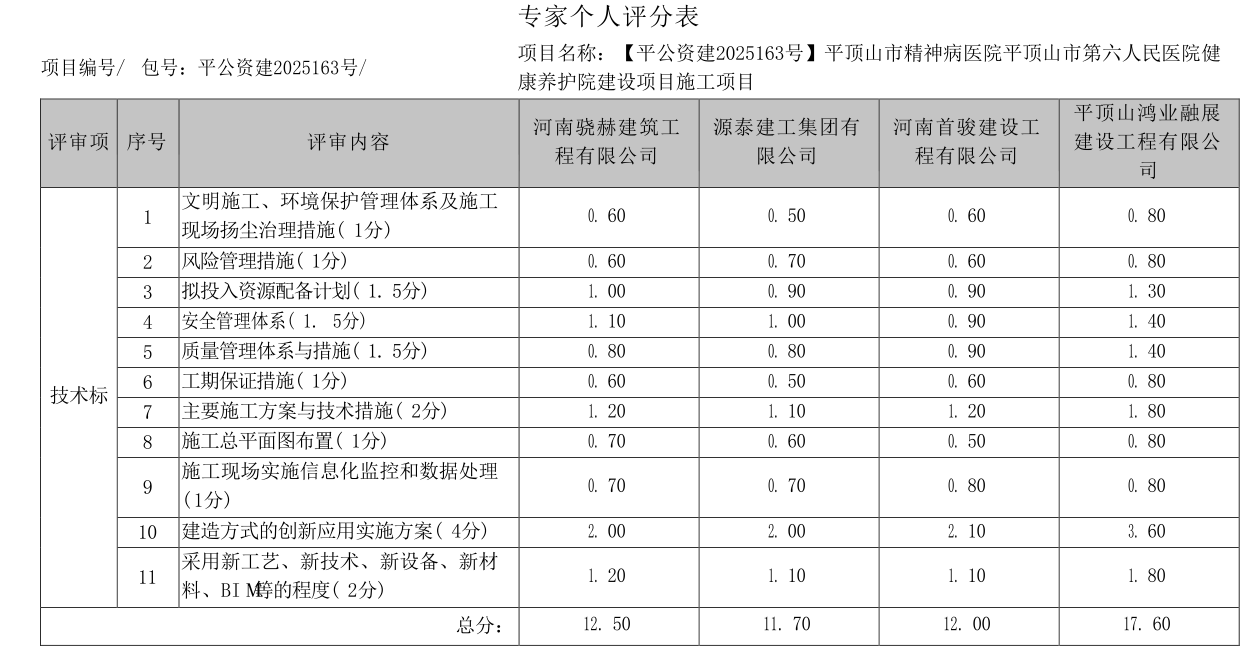 专家个人评分表
项目编号/ 包号：平公资建2025163号/
项目名称：【平公资建2025163号】平顶山市精神病医院平顶山市第六人民医院健
康养护院建设项目施工项目
评审项 序号 评审内容 河南骁赫建筑工程有限公司 源泰建工集团有限公司 河南首骏建设工程有限公司 平顶山鸿业融展建设工程有限公司
技术标
1 文明施工、环境保护管理体系及施工
现场扬尘治理措施(1分) 0.60 0.50 0.60 0.80
2 风险管理措施(1分) 0.60 0.70 0.60 0.80
3 拟投入资源配备计划(1.5分) 1.00 0.90 0.90 1.30
4 安全管理体系(1. 5分) 1.10 1.00 0.90 1.40
5 质量管理体系与措施(1.5分) 0.80 0.80 0.90 1.40
6 工期保证措施(1分) 0.60 0.50 0.60 0.80
7 主要施工方案与技术措施(2分) 1.20 1.10 1.20 1.80
8 施工总平面图布置(1分) 0.70 0.60 0.50 0.80
9 施工现场实施信息化监控和数据处理
(1分) 0.70 0.70 0.80 0.80
10 建造方式的创新应用实施方案(4分) 2.00 2.00 2.10 3.60
11 采用新工艺、新技术、新设备、新材
料、BIM等的程度(2分) 1.20 1.10 1.10 1.80
总分： 12.50 11.70 12.00 17.60